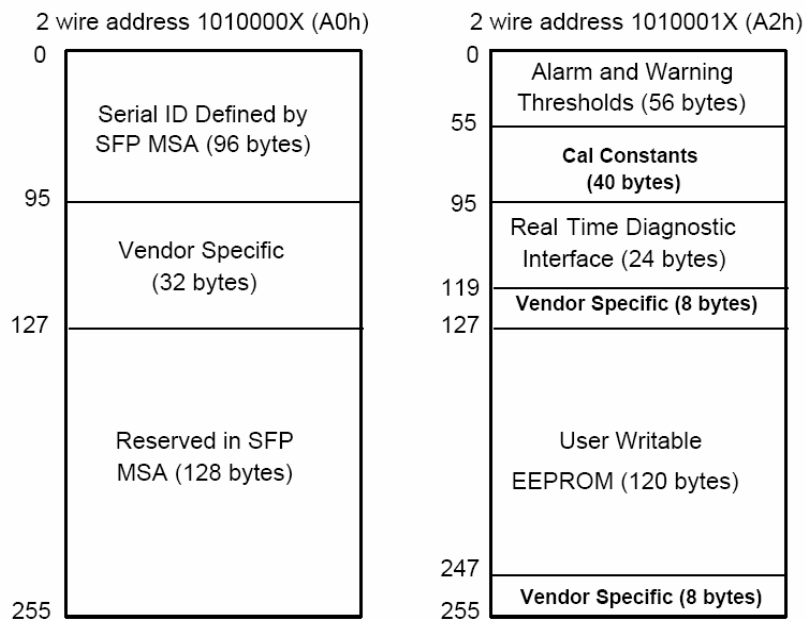 2 wire address 1010000X (A0h)
0
Serial ID Defined by
SFP MSA (96 bytes)
95
Vendor Specific
(32 bytes)
127
Reserved in SFP
MSA (128 bytes)
255
2 wire address 1010001X (A2h)
0
Alarm and Warning
Thresholds (56 bytes)
55
Cal Constants
(40 bytes)
95
Real Time Diagnostic
Interface (24 bytes)
119
Vendor Specific (8 bytes)
127
User Writable
EEPROM (120 bytes)
247
Vendor Specific (8 bytes)
255